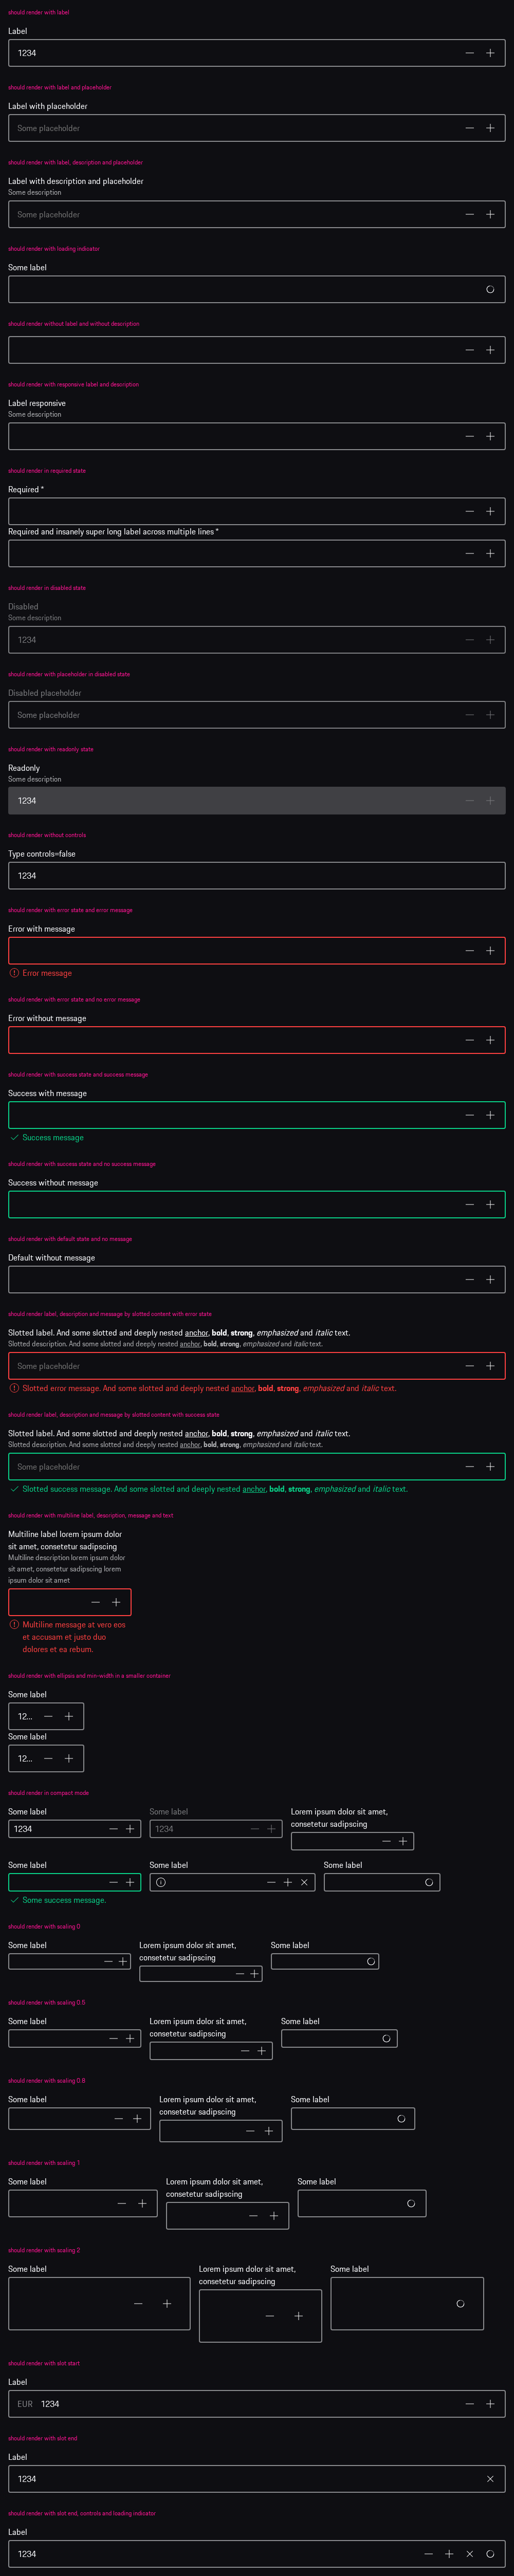 should render with label
Label
1234
should render with label and placeholder
Label with placeholder
Some placeholder
should render with label, description and placeholder
Label with description and placeholder
Some description
Some placeholder
should render with loading indicator
Some label
should render without label and without description
should render with responsive label and description
Label responsive
Some description
should render in required state
Required *
Required and insanely super long label across multiple lines *
should render in disabled state
Disabled
Some description
1234
should render with placeholder in disabled state
Disabled placeholder
Some placeholder
should render with readonly state
Readonly
Some description
1234
should render without controls
Type controls=false
1234
should render with error state and error message
Error with message
Error message
should render with error state and no error message
Error without message
should render with success state and success message
Success with message
Success message
should render with success state and no success message
Success without message
should render with default state and no message
Default without message
should render label, description and message by slotted content with error state
Slotted label. And some slotted and deeply nested anchor, bold, strong, emphasized and italic text.
Slotted description. And some slotted and deeply nested anchor, bold, strong, emphasized and italic text.
Some placeholder
Slotted error message. And some slotted and deeply nested anchor, bold, strong, emphasized and italic text.
should render label, description and message by slotted content with success state
Slotted label. And some slotted and deeply nested anchor, bold, strong, emphasized and italic text.
Slotted description. And some slotted and deeply nested anchor, bold, strong, emphasized and italic text.
Some placeholder
Slotted success message. And some slotted and deeply nested anchor, bold, strong, emphasized and italic text.
should render with multiline label, description, message and text
Multiline label lorem ipsum dolor
sit amet, consetetur sadipscing
Multiline description lorem ipsum dolor
sit amet, consetetur sadipscing lorem
ipsum dolor sit amet
Multiline message at vero eos
et accusam et justo duo
dolores et ea rebum.
should render with ellipsis and min-width in a smaller container
Some label
12...
Some label
12...
should render in compact mode
Some label
1234
Some label
1234
Lorem ipsum dolor sit amet,
consetetur sadipscing
Some label
Some success message.
Some label
Some label
should render with scaling 0
Some label
Lorem ipsum dolor sit amet,
consetetur sadipscing
Some label
should render with scaling 0.5
Some label
Lorem ipsum dolor sit amet,
consetetur sadipscing
Some label
should render with scaling 0.8
Some label
Lorem ipsum dolor sit amet,
consetetur sadipscing
Some label
should render with scaling 1
Some label
Lorem ipsum dolor sit amet,
consetetur sadipscing
Some label
should render with scaling 2
Some label
Lorem ipsum dolor sit amet,
consetetur sadipscing
Some label
should render with slot start
Label
EUR 1234
should render with slot end
Label
1234
should render with slot end, controls and loading indicator
Label
1234